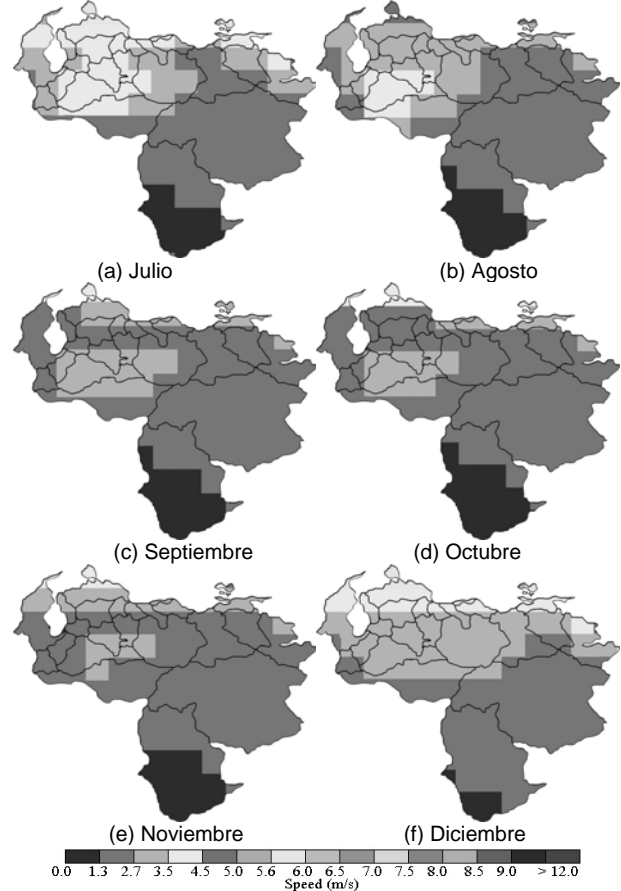 (a) Julio
(b) Agosto
(c) Septiembre
(d) Octubre
(e) Noviembre
(f) Diciembre
0.0 1.3 2.7 3.5 4.5 5.0 5.6 6.0 6.5 7.0 7.5 8.0 8.5 9.0 > 12.0
Speed (m/s)